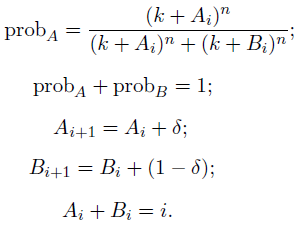 prob_A = (k + A_i)^n / ((k + A_i)^n + (k + B_i)^n);
prob_A + prob_B = 1;
A_{i+1} = A_i + δ;
B_{i+1} = B_i + (1 − δ);
A_i + B_i = i.